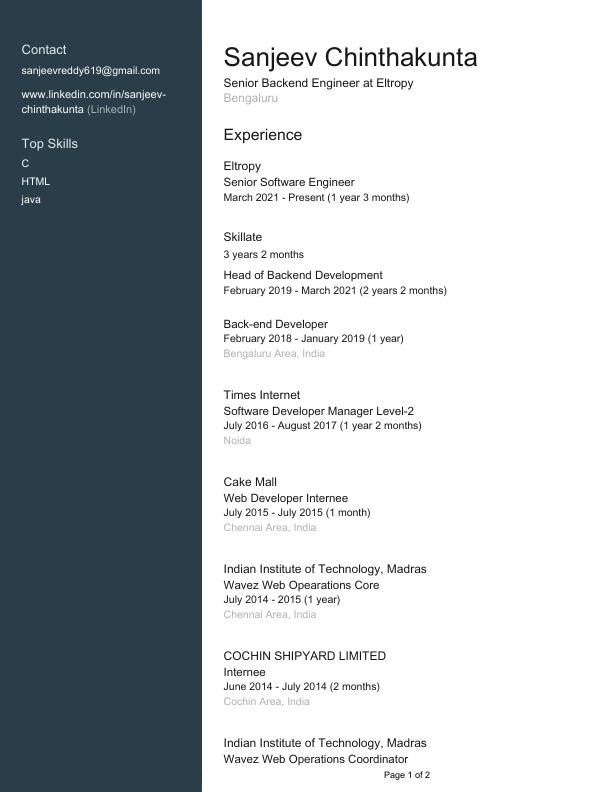 Contact
sanjeevreddy619@gmail.com
www.linkedin.com/in/sanjeev-
chinthakunta (LinkedIn)
Top Skills
C
HTML
java
Sanjeev Chinthakunta
Senior Backend Engineer at Eltropy
Bengaluru
Experience
Eltropy
Senior Software Engineer
March 2021 - Present (1 year 3 months)
Skillate
3 years 2 months
Head of Backend Development
February 2019 - March 2021 (2 years 2 months)
Back-end Developer
February 2018 - January 2019 (1 year)
Bengaluru Area, India
Times Internet
Software Developer Manager Level-2
July 2016 - August 2017 (1 year 2 months)
Noida
Cake Mall
Web Developer Internee
July 2015 - July 2015 (1 month)
Chennai Area, India
Indian Institute of Technology, Madras
Wavez Web Opearations Core
July 2014 - 2015 (1 year)
Chennai Area, India
COCHIN SHIPYARD LIMITED
Internee
June 2014 - July 2014 (2 months)
Cochin Area, India
Indian Institute of Technology, Madras
Wavez Web Operations Coordinator
Page 1 of 2